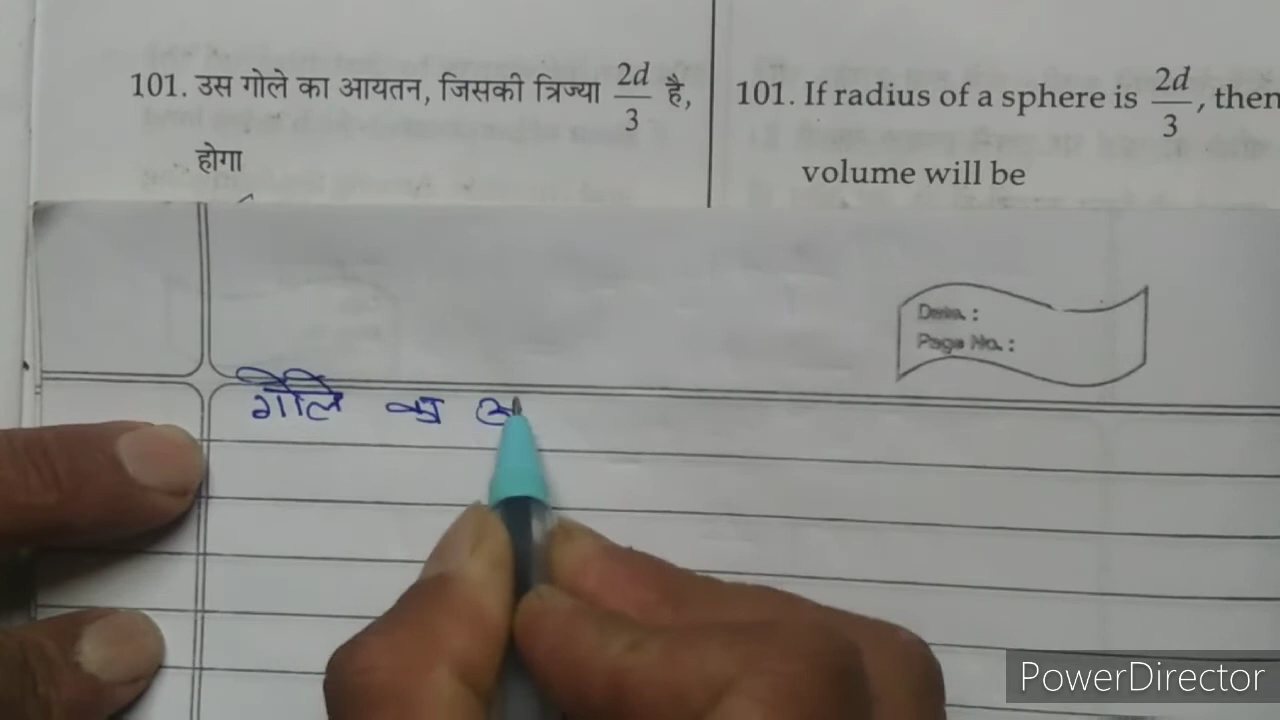 101. उस गोले का आयतन, जिसकी त्रिज्या 2d/3 है,
होगा
101. If radius of a sphere is 2d/3, then
volume will be
Page No. :
गोले का
PowerDirector